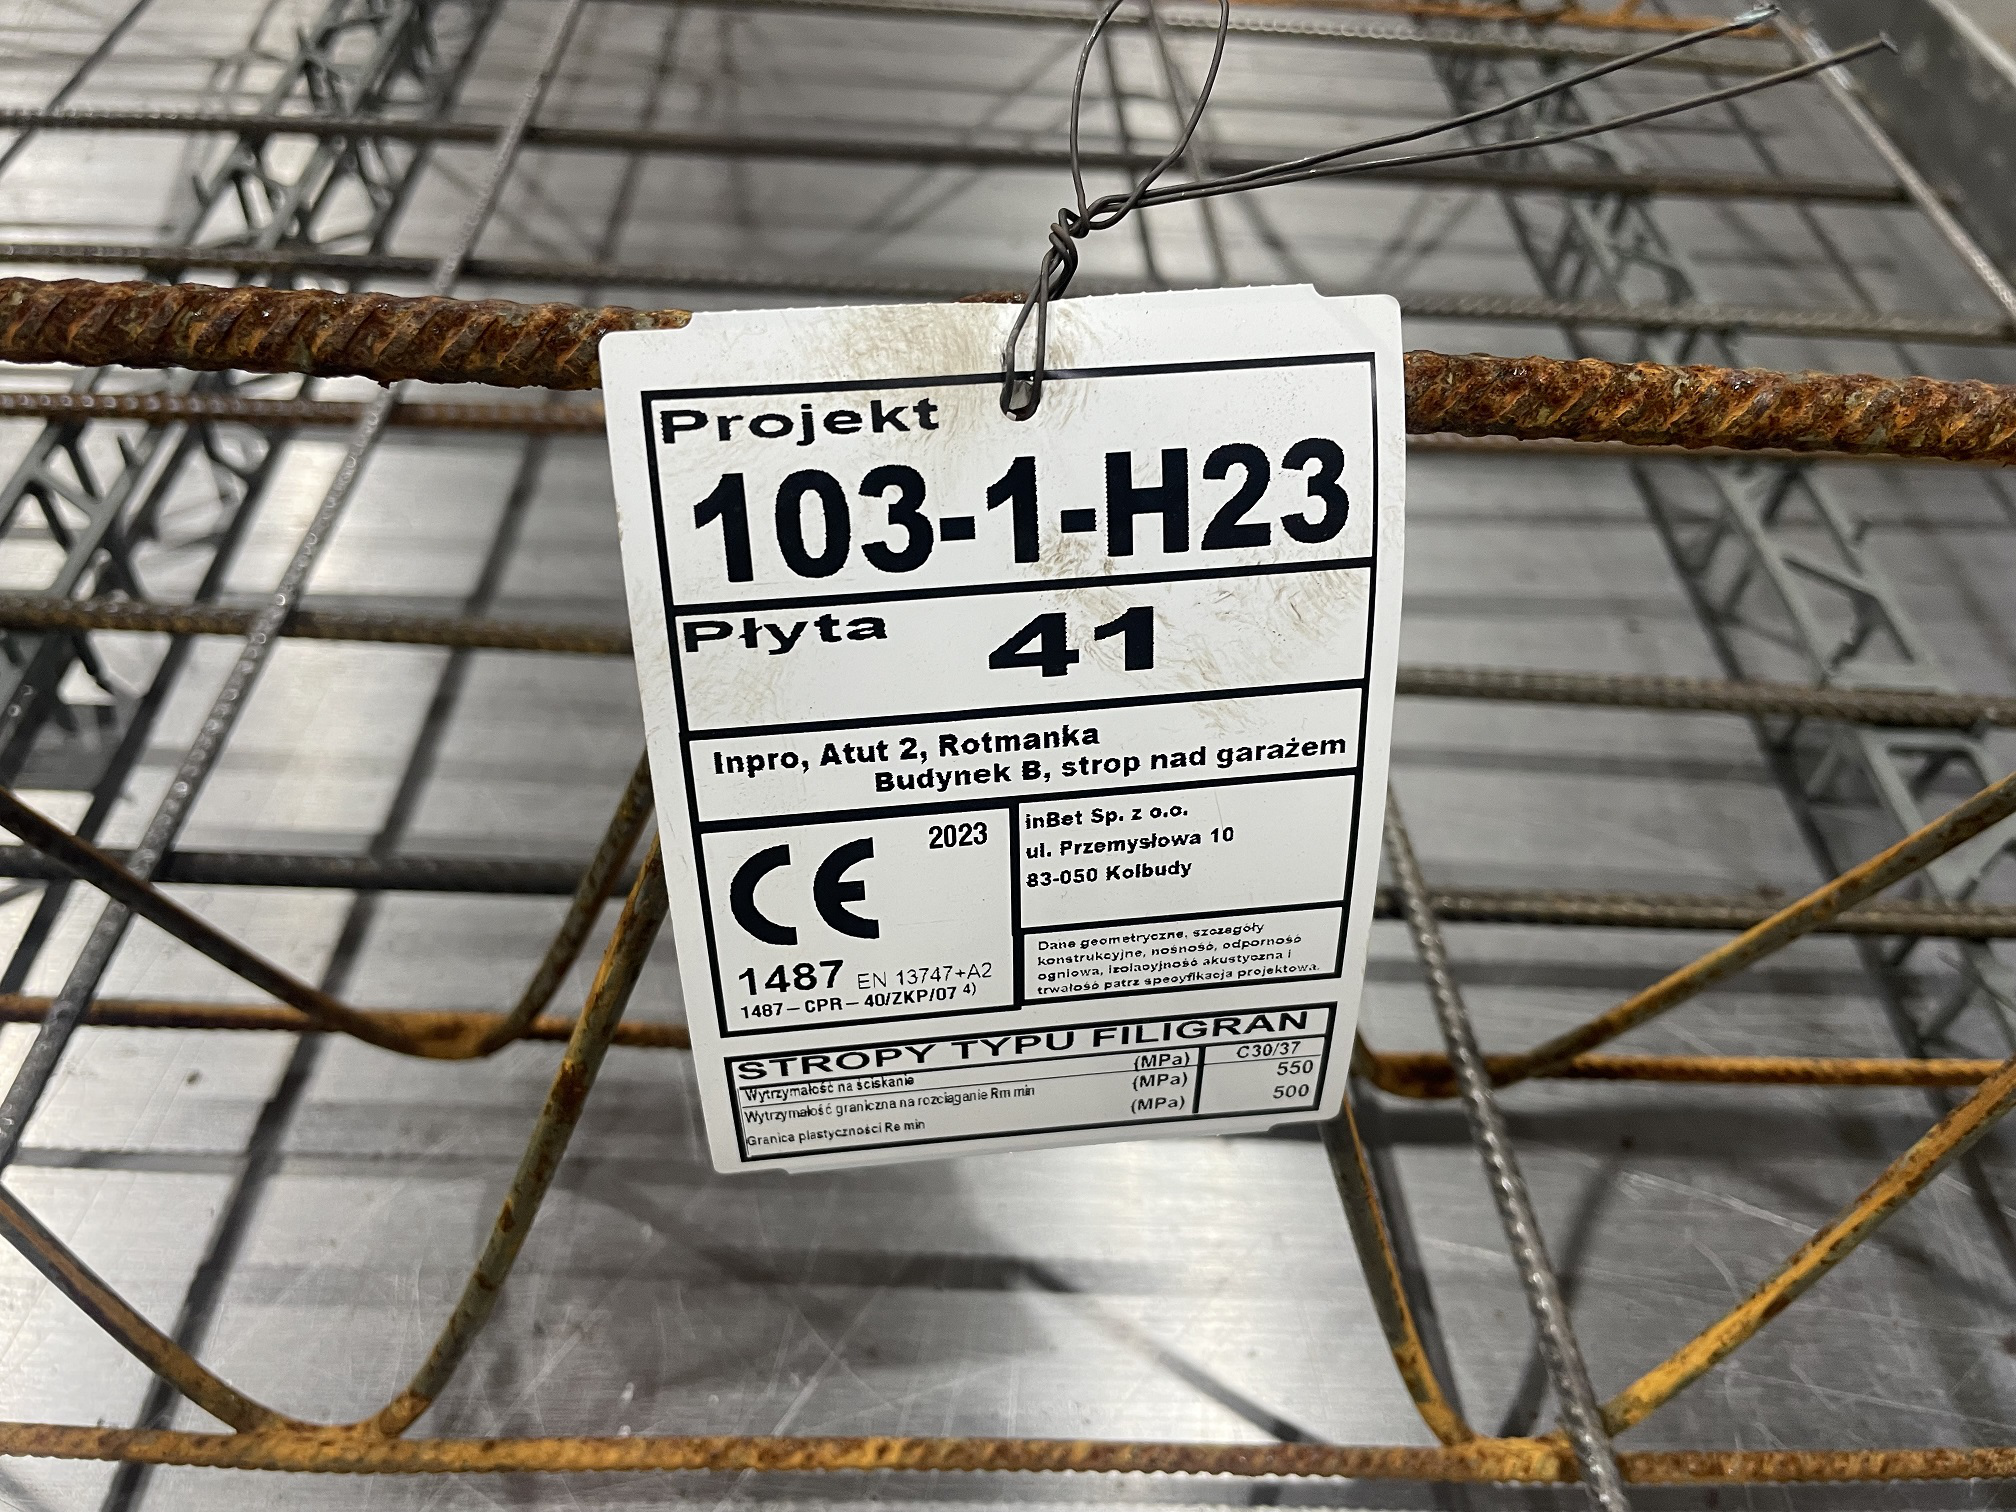 Projekt
103-1-H23
Płyta 41
Inpro, Atut 2, Rotmanka
Budynek B, strop nad garażem
CE 2023
1487 EN 13747+A2
1487-CPR-40/ZKP/07 4)
inBet Sp. z o.o.
ul. Przemysłowa 10
83-050 Kolbudy
Dane geometryczne, szczegóły
konstrukcyjne, nośność, odporność
ogniowa, izolacyjność akustyczna i
trwałość patrz specyfikacja projektowa.
STROPY TYPU FILIGRAN
Wytrzymałość na ściskanie (MPa) C30/37
Wytrzymałość graniczna na rozciąganie Rm min (MPa) 550
Granica plastyczności Re min (MPa) 500